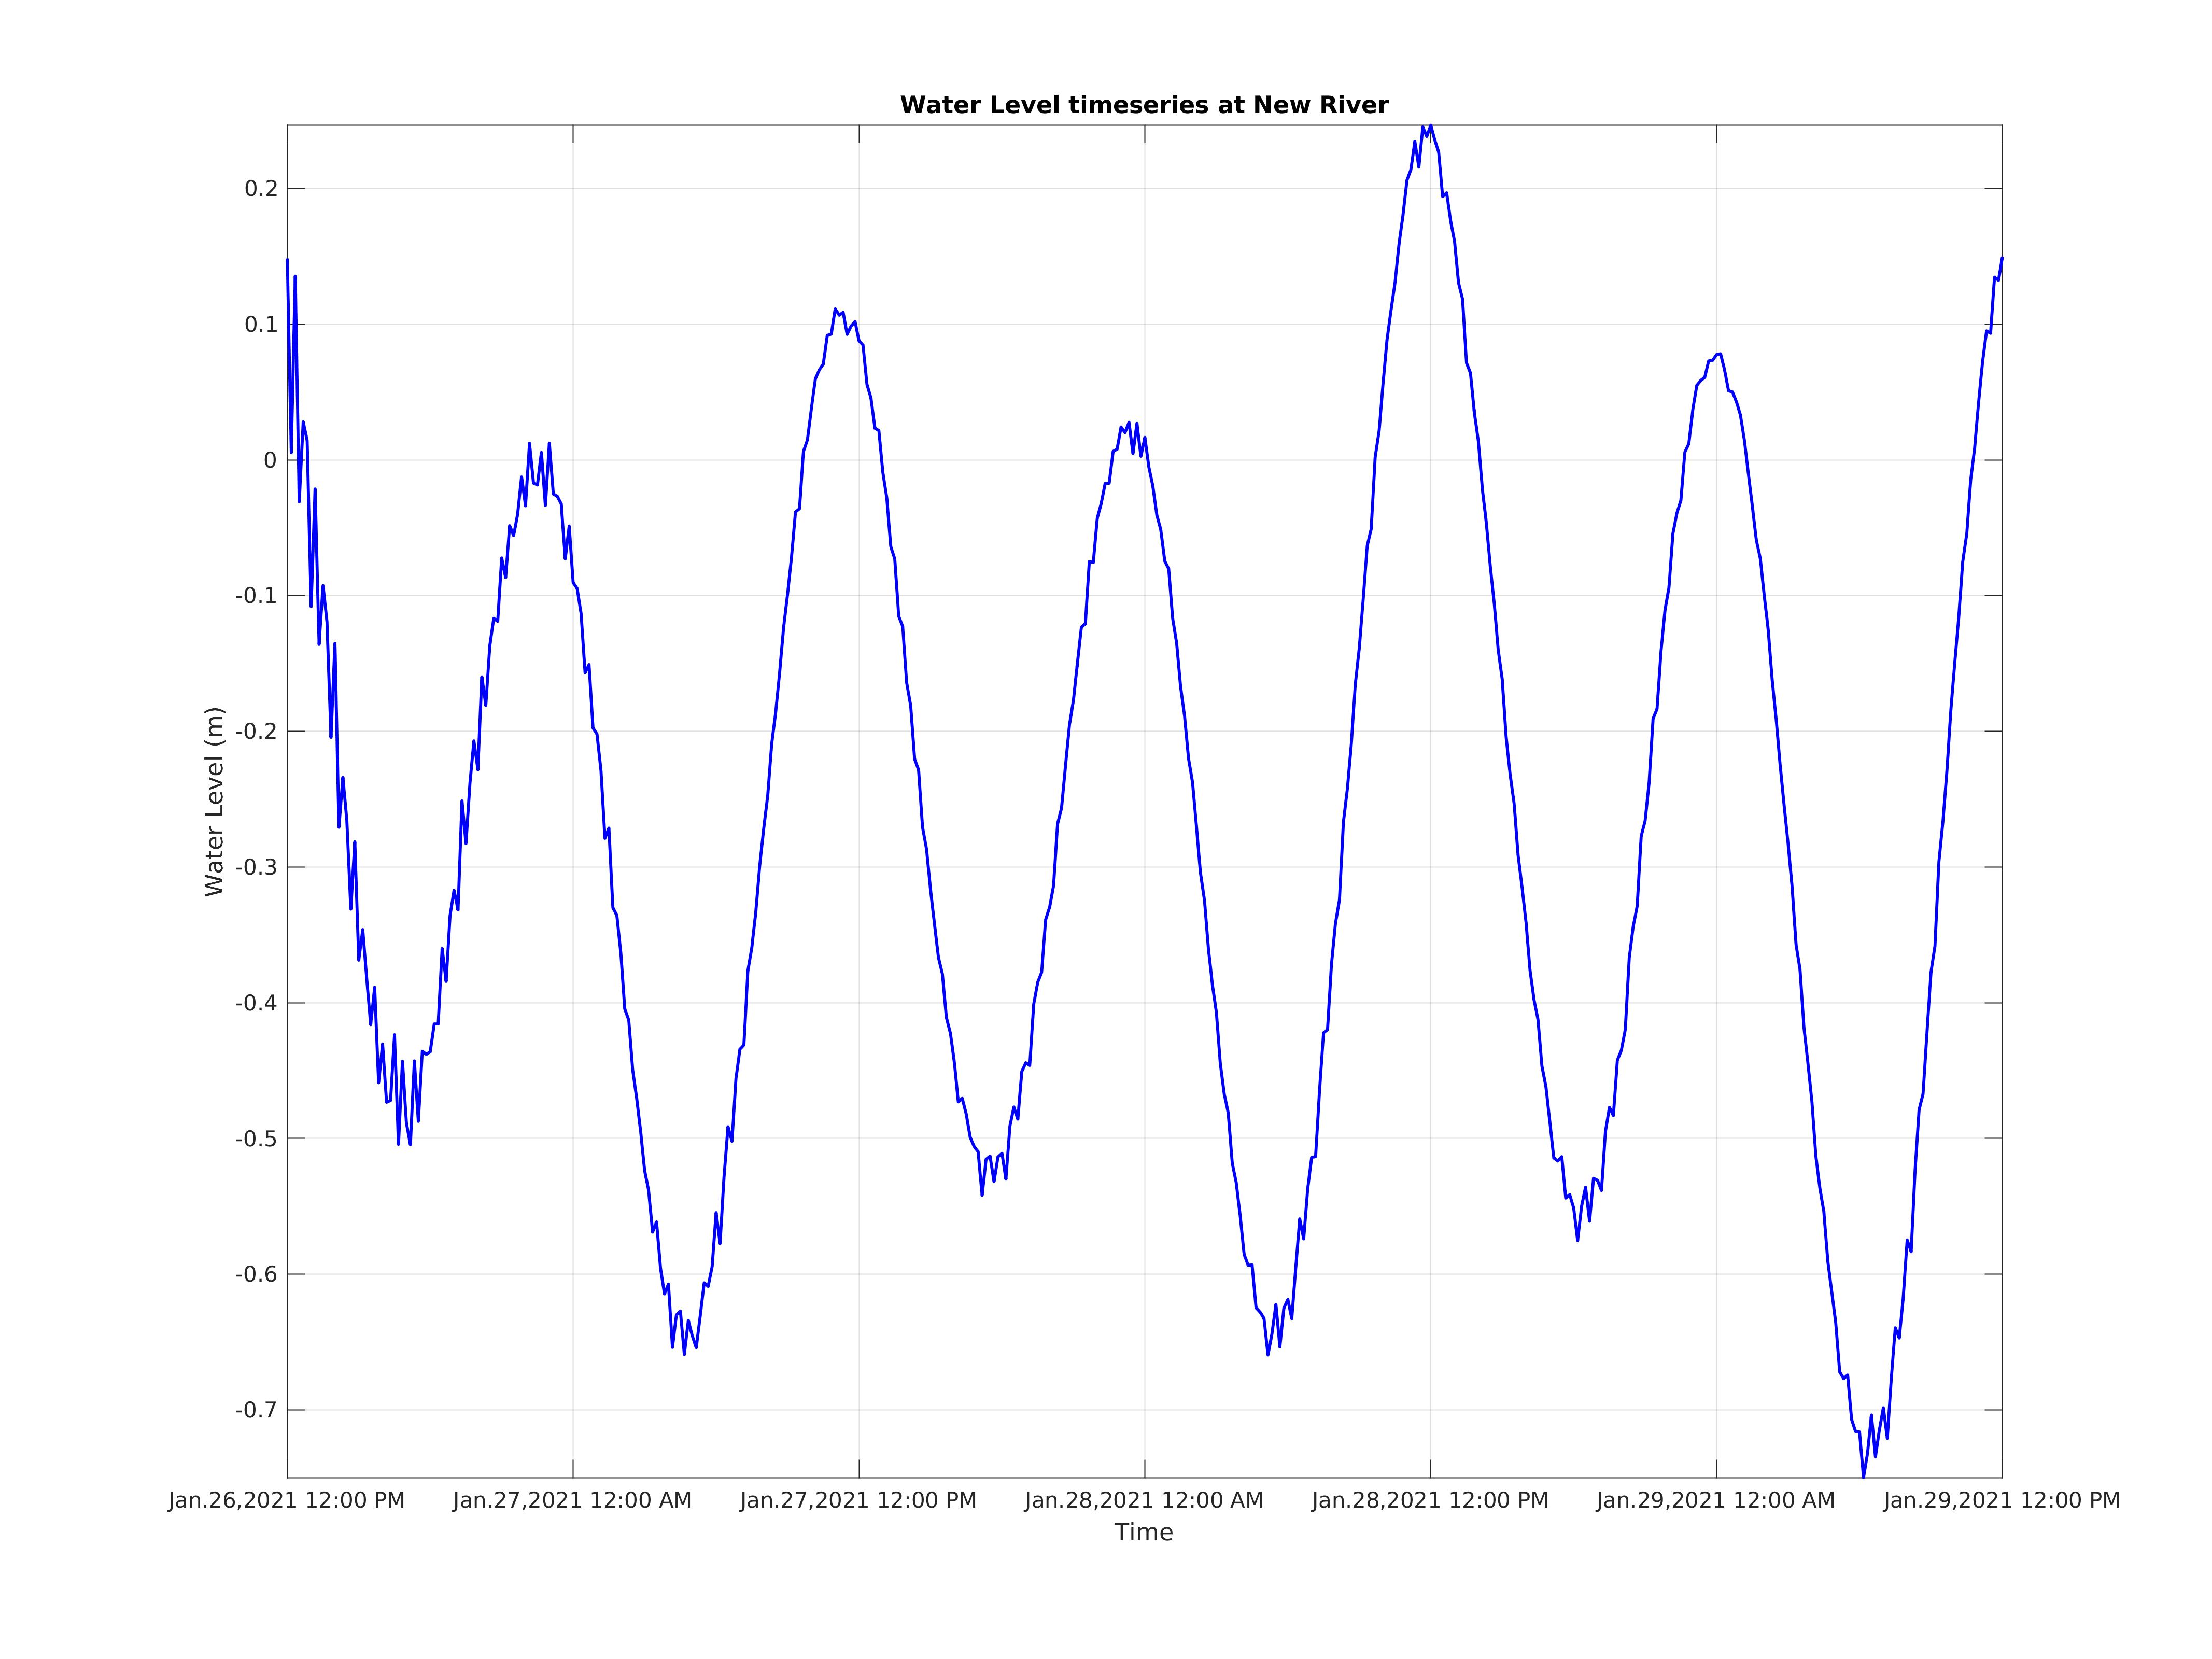 Water Level timeseries at New River
0.2
0.1
0
-0.1
-0.2
-0.3
-0.4
-0.5
-0.6
-0.7
Water Level (m)
Jan.26,2021 12:00 PM Jan.27,2021 12:00 AM Jan.27,2021 12:00 PM Jan.28,2021 12:00 AM Jan.28,2021 12:00 PM Jan.29,2021 12:00 AM Jan.29,2021 12:00 PM
Time